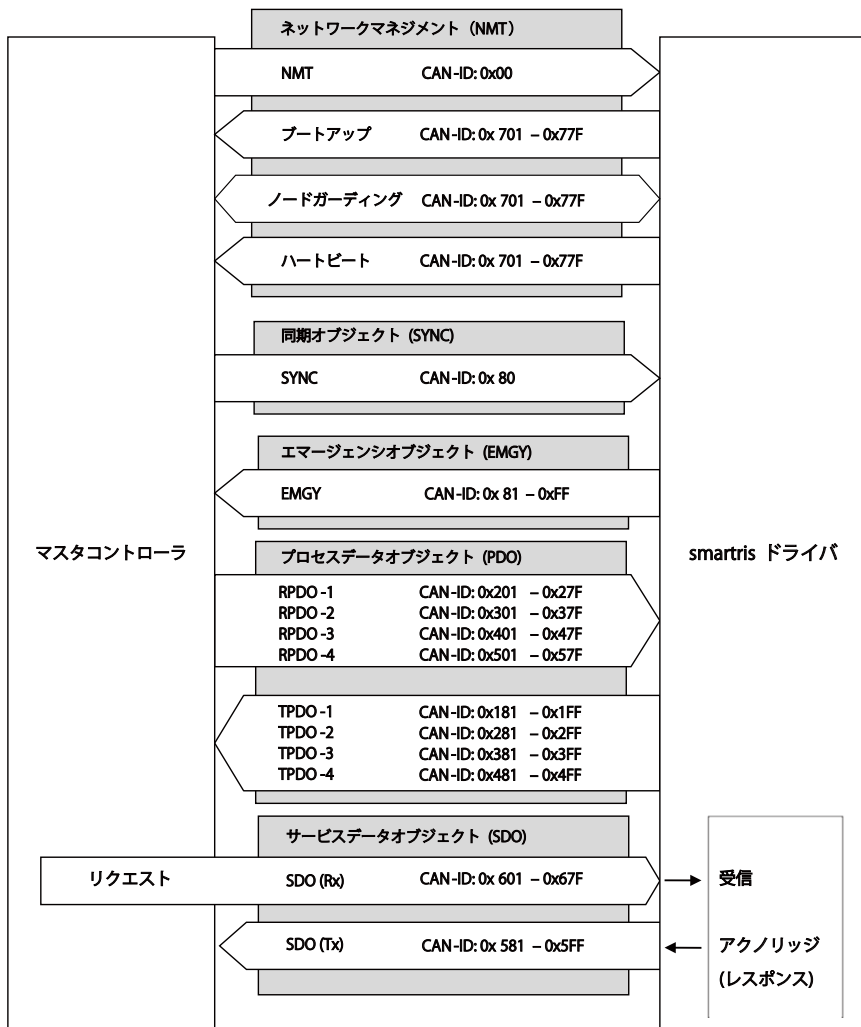 ネットワークマネジメント (NMT)
NMT CAN-ID: 0x00
ブートアップ CAN-ID: 0x 701 – 0x77F
ノードガーディング CAN-ID: 0x 701 – 0x77F
ハートビート CAN-ID: 0x 701 – 0x77F
同期オブジェクト (SYNC)
SYNC CAN-ID: 0x 80
エマージェンシオブジェクト (EMGY)
EMGY CAN-ID: 0x 81 – 0xFF
マスタコントローラ
smartris ドライバ
プロセスデータオブジェクト (PDO)
RPDO -1 CAN-ID: 0x201 – 0x27F
RPDO -2 CAN-ID: 0x301 – 0x37F
RPDO -3 CAN-ID: 0x401 – 0x47F
RPDO -4 CAN-ID: 0x501 – 0x57F
TPDO -1 CAN-ID: 0x181 – 0x1FF
TPDO -2 CAN-ID: 0x281 – 0x2FF
TPDO -3 CAN-ID: 0x381 – 0x3FF
TPDO -4 CAN-ID: 0x481 – 0x4FF
サービスデータオブジェクト (SDO)
リクエスト SDO (Rx) CAN-ID: 0x 601 – 0x67F 受信
SDO (Tx) CAN-ID: 0x 581 – 0x5FF アクノリッジ
(レスポンス)